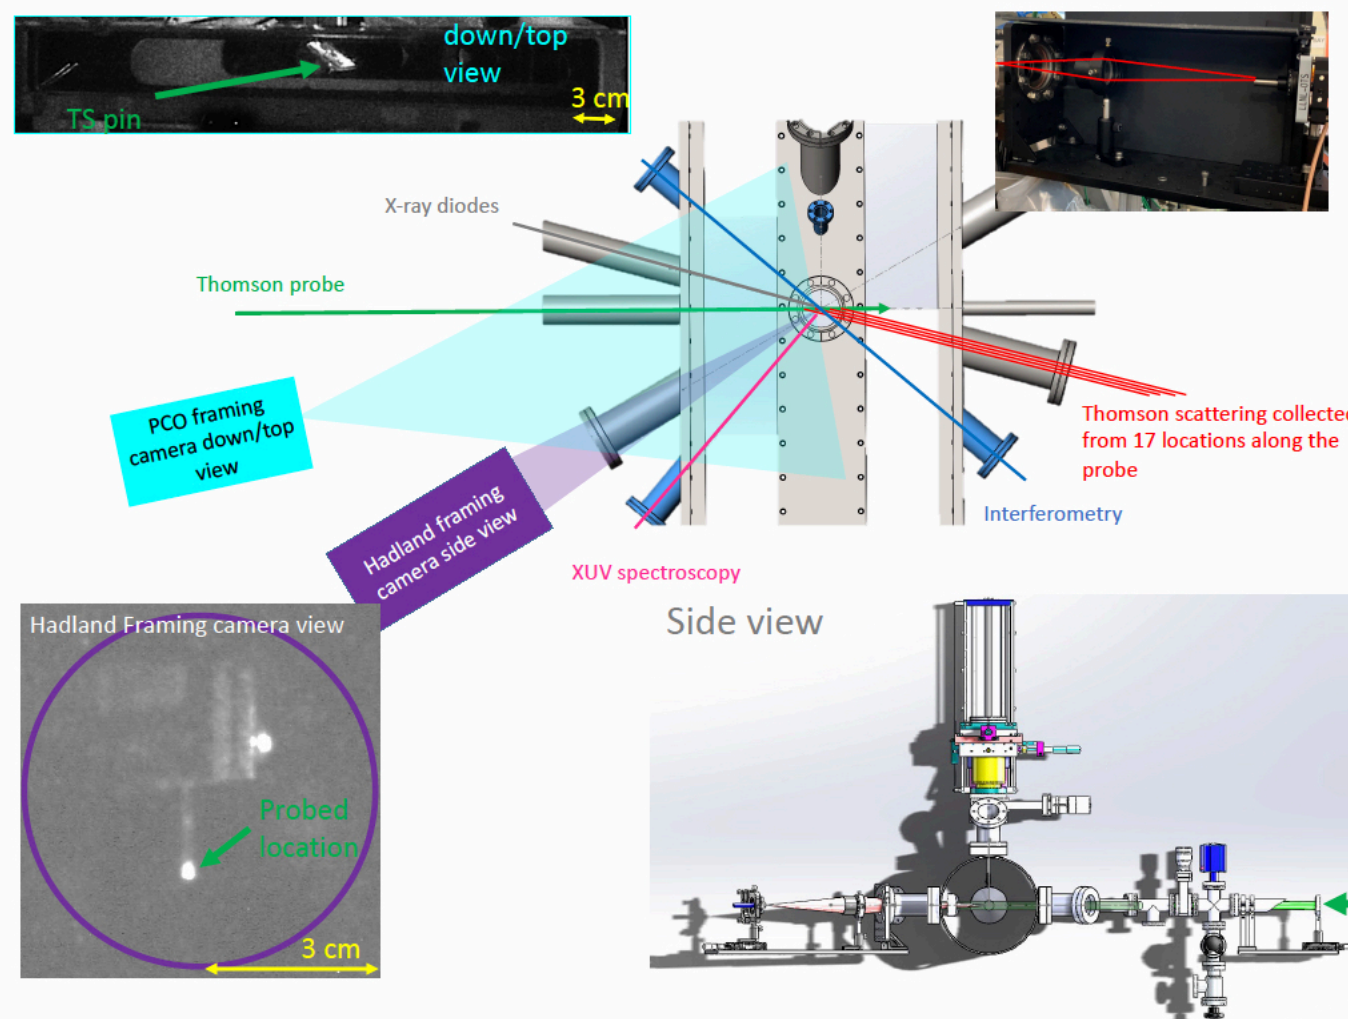 down/top
view
3 cm
TS pin
X-ray diodes
Thomson probe
PCO framing
camera down/top
view
Thomson scattering collected
from 17 locations along the
probe
Hadland framing
camera side view
Interferometry
XUV spectroscopy
Hadland Framing camera view
Side view
Probed
location
3 cm